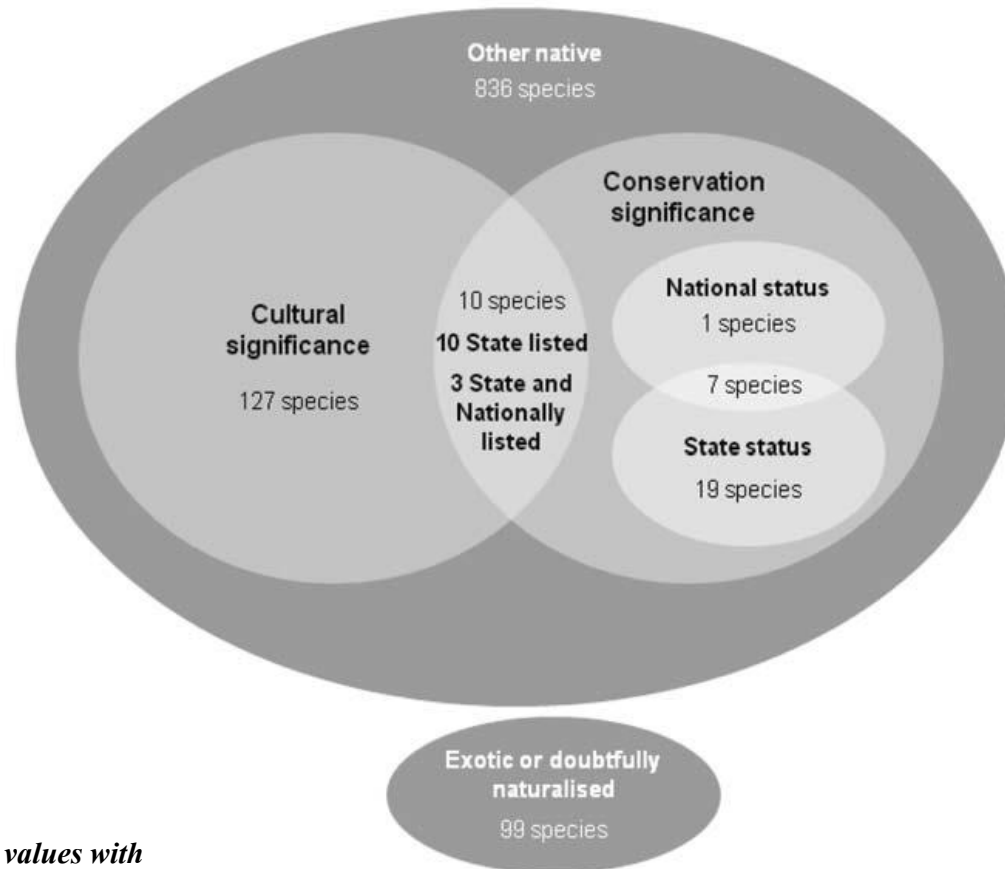 Other native
836 species
Conservation
significance
National status
1 species
Cultural
significance
127 species
10 species
10 State listed
3 State and
Nationally
listed
7 species
State status
19 species
Exotic or doubtfully
naturalised
99 species
values with